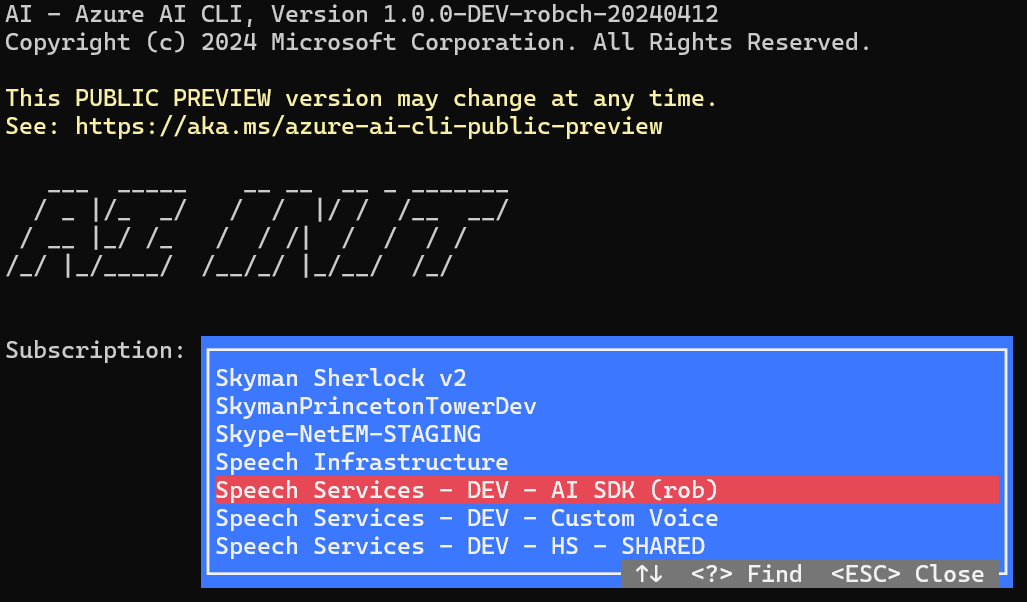 AI - Azure AI CLI, Version 1.0.0-DEV-robch-20240412
Copyright (c) 2024 Microsoft Corporation. All Rights Reserved.
This PUBLIC PREVIEW version may change at any time.
See: https://aka.ms/azure-ai-cli-public-preview
AI INIT
Subscription:
Skyman Sherlock v2
SkymanPrincetonTowerDev
Skype-NetEM-STAGING
Speech Infrastructure
Speech Services - DEV - AI SDK (rob)
Speech Services - DEV - Custom Voice
Speech Services - DEV - HS - SHARED
↑↓ <?> Find <ESC> Close